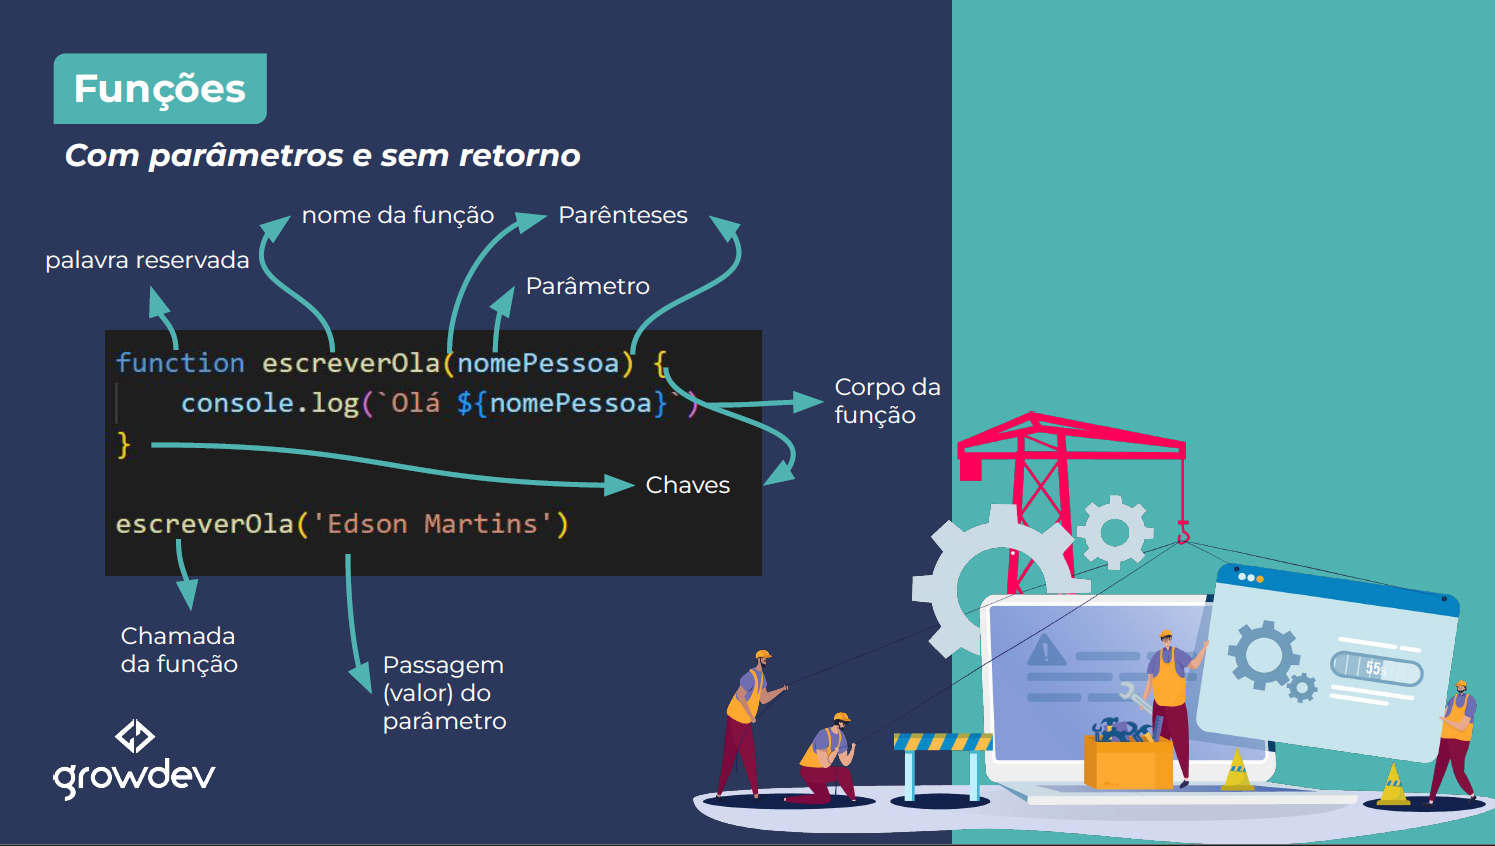 Funções
Com parâmetros e sem retorno
nome da função
Parênteses
palavra reservada
Parâmetro
function escreverOla(nomePessoa) {
console.log(`Olá ${nomePessoa}`)
}
Corpo da
função
Chaves
escreverOla('Edson Martins')
Chamada
da função
Passagem
(valor) do
parâmetro
growdev
55%